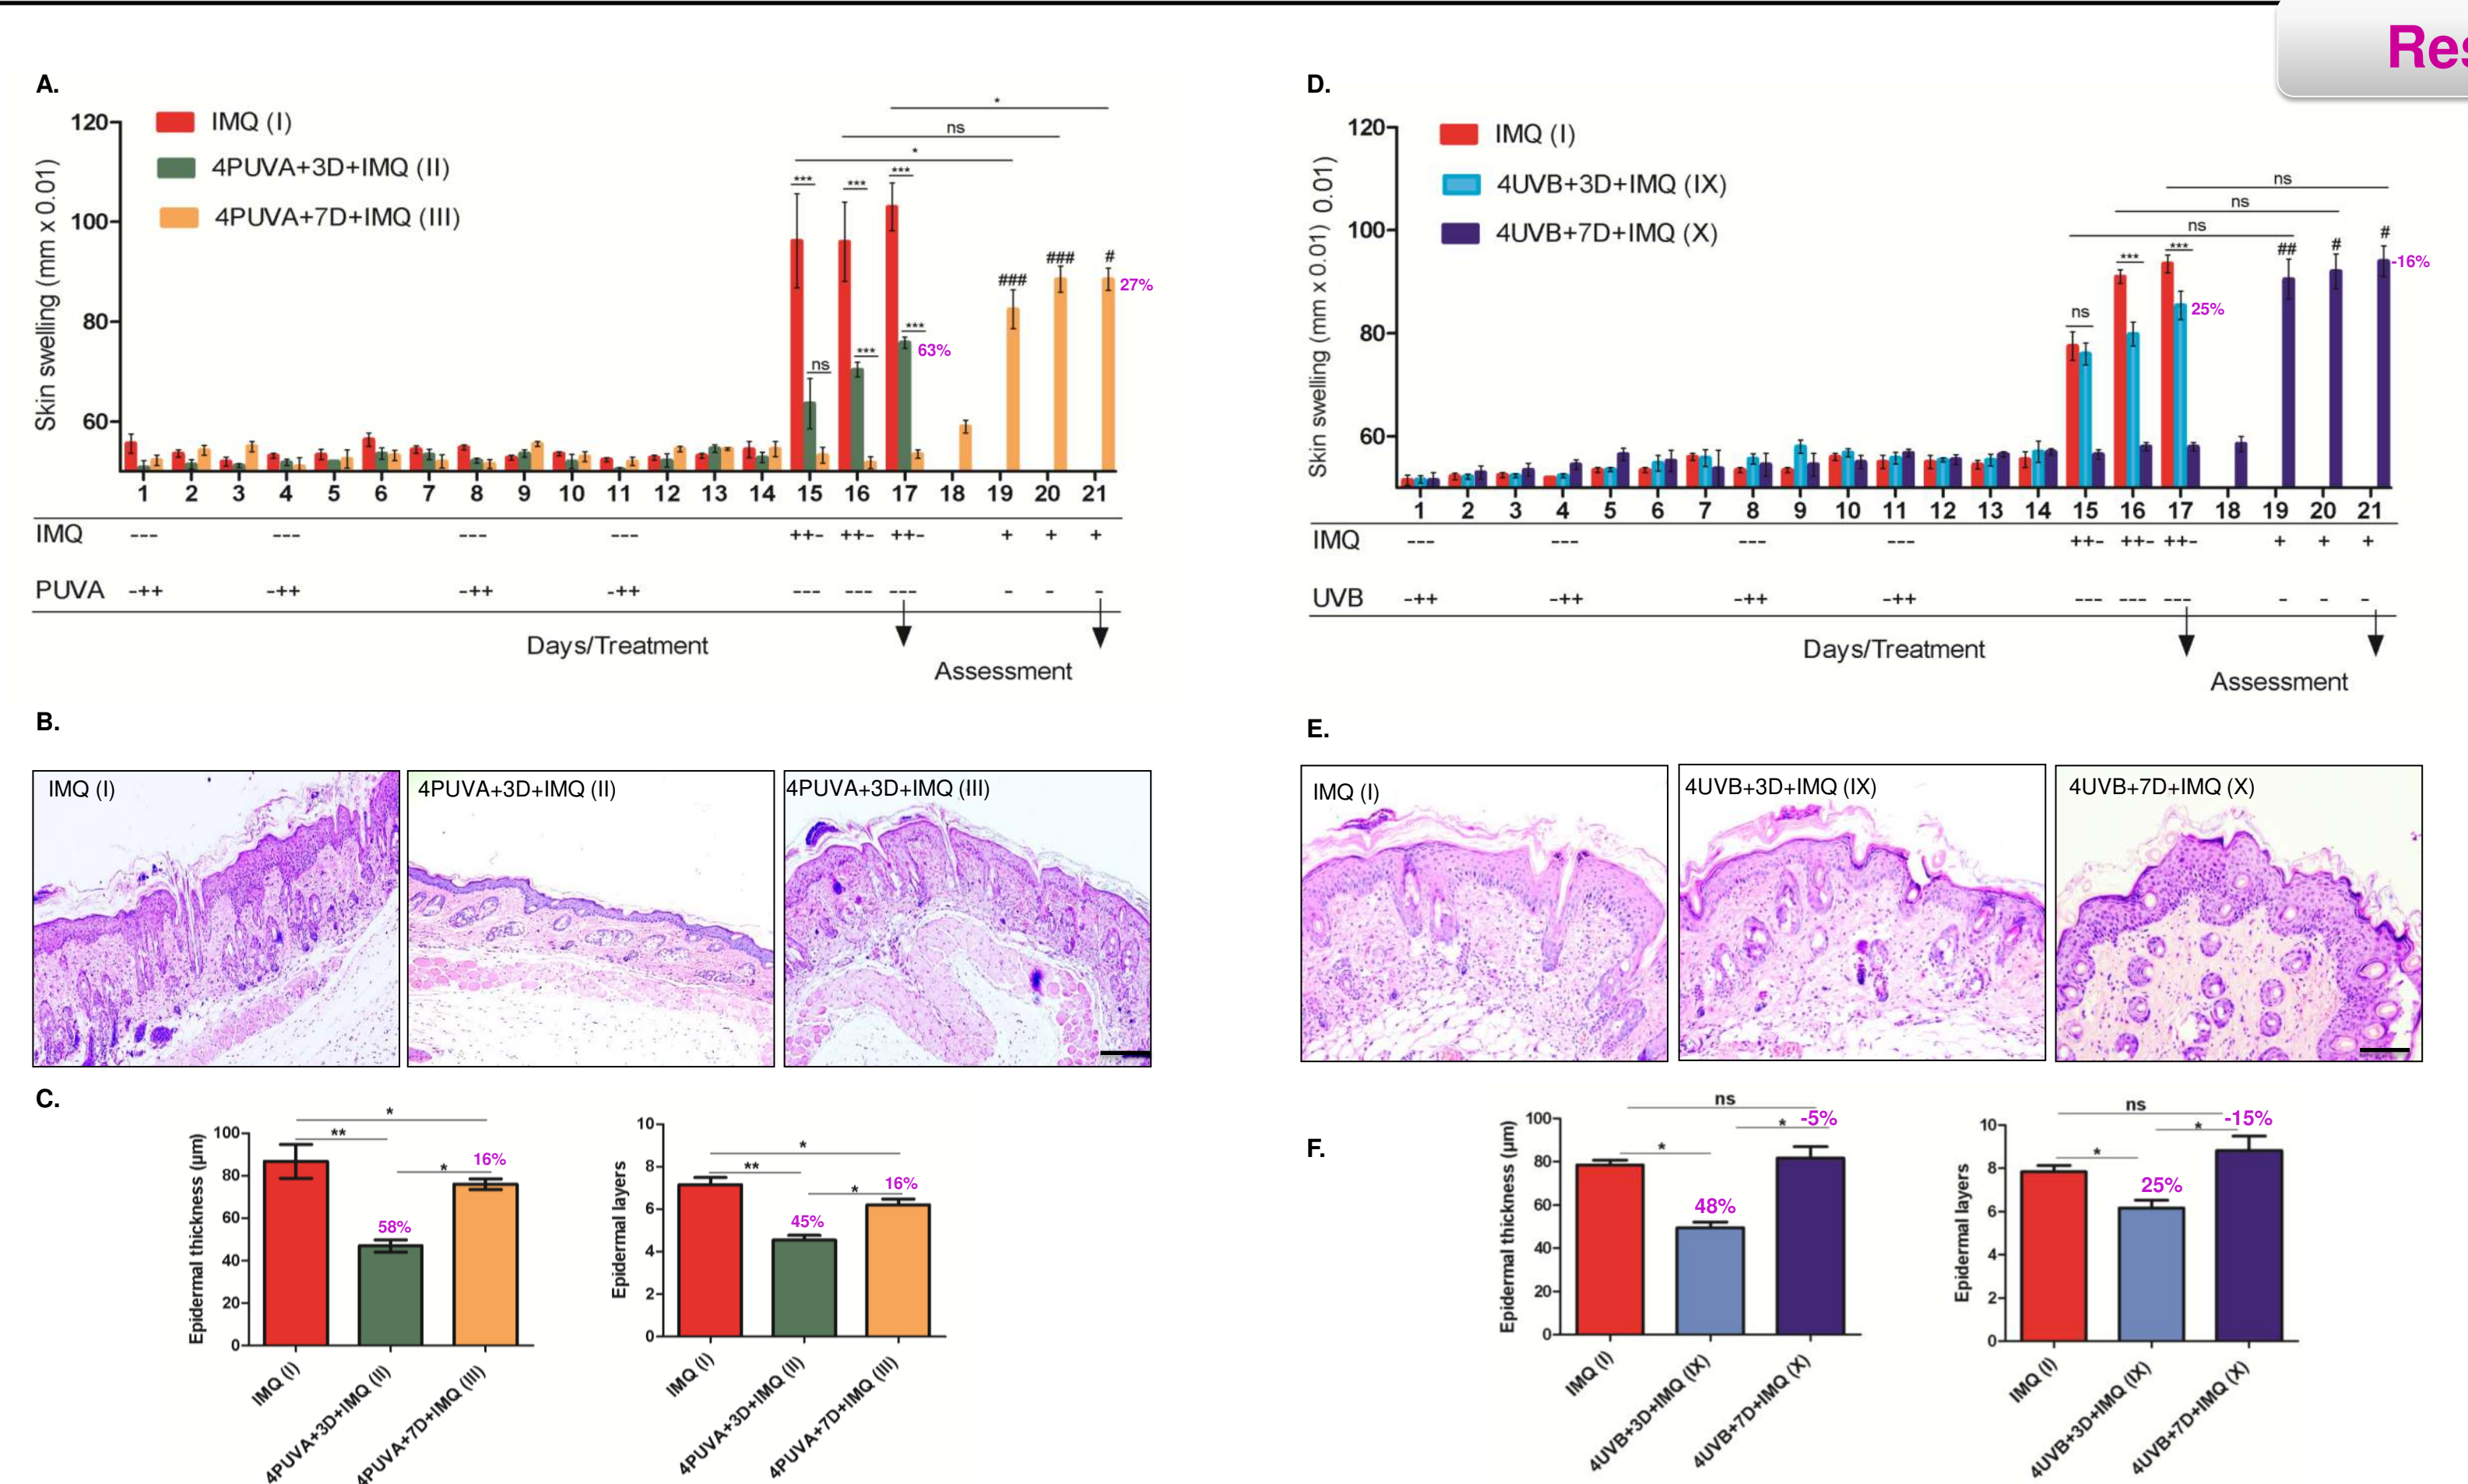 Res
A.
120
100
80
60
Skin swelling (mm x 0.01)
IMQ (I)
4PUVA+3D+IMQ (II)
4PUVA+7D+IMQ (III)
*
ns
*
*** *** ***
ns *** ***
63%
### ### #
27%
1 2 3 4 5 6 7 8 9 10 11 12 13 14 15 16 17 18 19 20 21
IMQ --- --- --- --- ++- ++- ++- + + +
PUVA -++ -++ -++ -++ --- --- --- - - -
Days/Treatment
Assessment
D.
120
100
80
60
Skin swelling (mm x 0.01) 0.01)
IMQ (I)
4UVB+3D+IMQ (IX)
4UVB+7D+IMQ (X)
ns
ns
ns
ns *** ***
25%
## # #
-16%
1 2 3 4 5 6 7 8 9 10 11 12 13 14 15 16 17 18 19 20 21
IMQ --- --- --- --- ++- ++- ++- + + +
UVB -++ -++ -++ -++ --- --- --- - - -
Days/Treatment
Assessment
B.
IMQ (I)
4PUVA+3D+IMQ (II)
4PUVA+3D+IMQ (III)
E.
IMQ (I)
4UVB+3D+IMQ (IX)
4UVB+7D+IMQ (X)
C.
Epidermal thickness (µm)
100
80
60
40
20
0
*
**
*
58%
16%
IMQ (I)
4PUVA+3D+IMQ (II)
4PUVA+7D+IMQ (III)
Epidermal layers
10
8
6
4
2
0
*
**
*
45%
16%
IMQ (I)
4PUVA+3D+IMQ (II)
4PUVA+7D+IMQ (III)
F.
Epidermal thickness (µm)
100
80
60
40
20
0
ns
*
*
48%
-5%
IMQ (I)
4UVB+3D+IMQ (IX)
4UVB+7D+IMQ (X)
Epidermal layers
10
8
6
4
2
0
ns
*
*
25%
-15%
IMQ (I)
4UVB+3D+IMQ (IX)
4UVB+7D+IMQ (X)